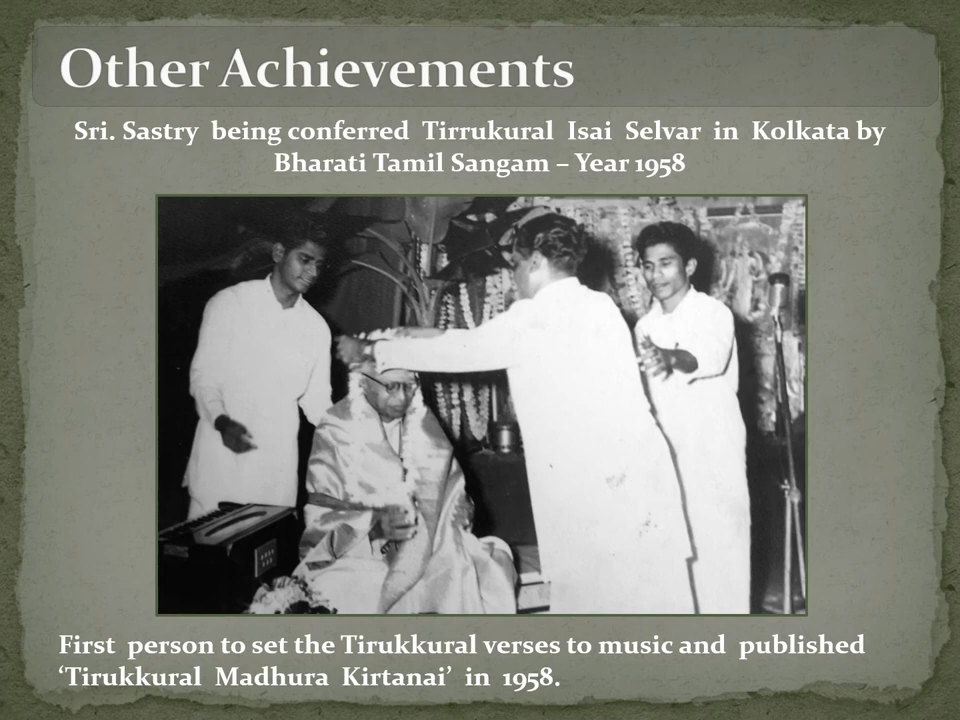 Other Achievements
Sri. Sastry being conferred Tirrukural Isai Selvar in Kolkata by
Bharati Tamil Sangam – Year 1958
First person to set the Tirukkural verses to music and published
‘Tirukkural Madhura Kirtanai’ in 1958.